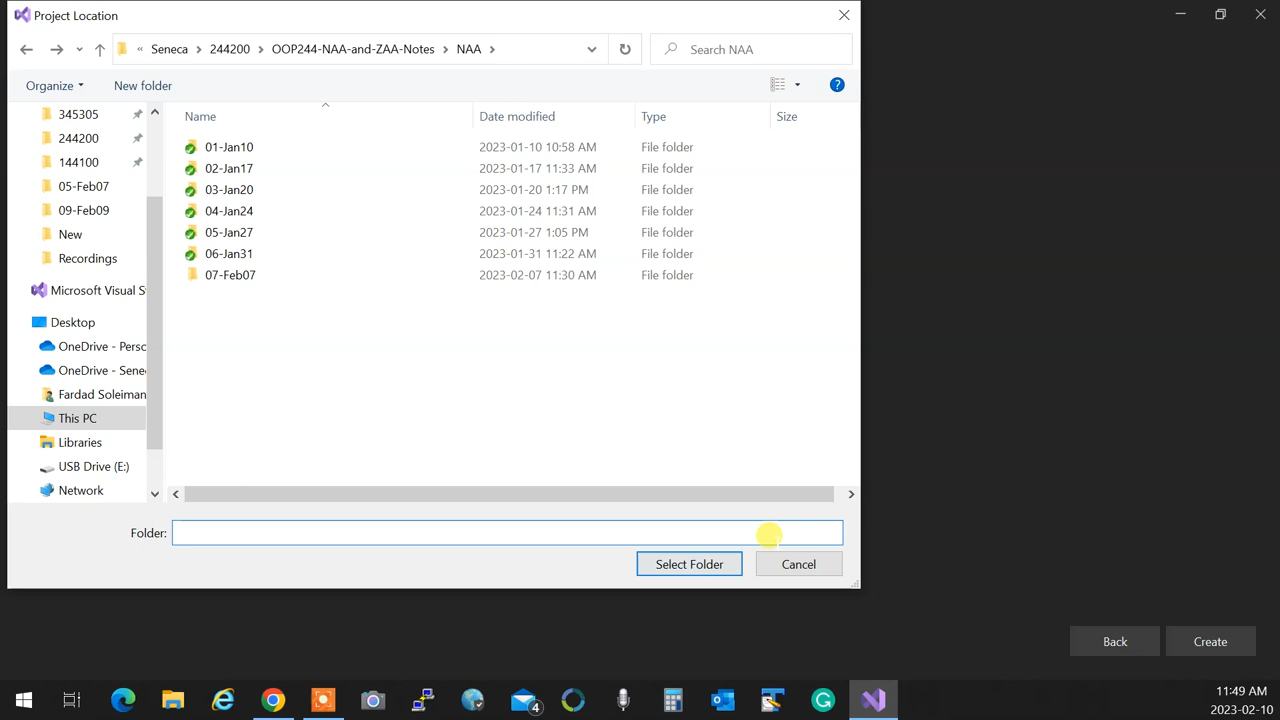 Project Location
« Seneca > 244200 > OOP244-NAA-and-ZAA-Notes > NAA >
Search NAA
Organize
New folder
?
345305
244200
144100
05-Feb07
09-Feb09
New
Recordings
Microsoft Visual S
Desktop
OneDrive - Persc
OneDrive - Sene
Fardad Soleiman
This PC
Libraries
USB Drive (E:)
Network
Name Date modified Type Size
01-Jan10 2023-01-10 10:58 AM File folder
02-Jan17 2023-01-17 11:33 AM File folder
03-Jan20 2023-01-20 1:17 PM File folder
04-Jan24 2023-01-24 11:31 AM File folder
05-Jan27 2023-01-27 1:05 PM File folder
06-Jan31 2023-01-31 11:22 AM File folder
07-Feb07 2023-02-07 11:30 AM File folder
Folder:
Select Folder
Cancel
Back
Create
4
11:49 AM
2023-02-10